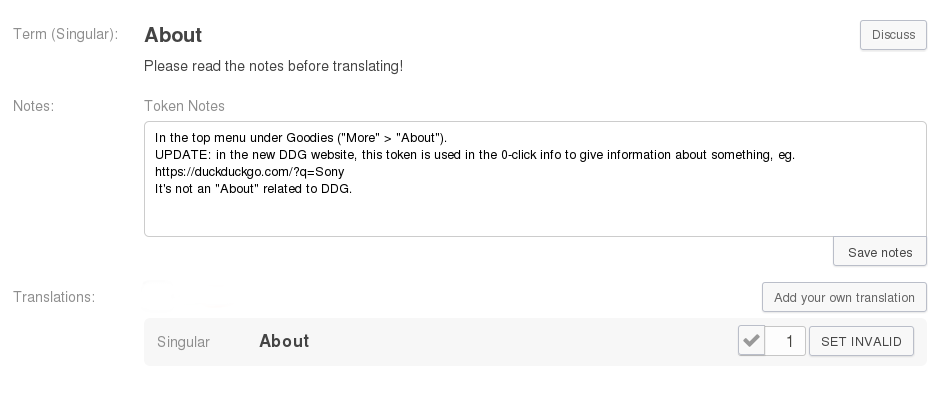 Term (Singular): About Discuss
Please read the notes before translating!
Notes: Token Notes
In the top menu under Goodies ("More" > "About").
UPDATE: in the new DDG website, this token is used in the 0-click info to give information about something, eg.
https://duckduckgo.com/?q=Sony
It's not an "About" related to DDG.
Save notes
Translations: Add your own translation
Singular About 1 SET INVALID